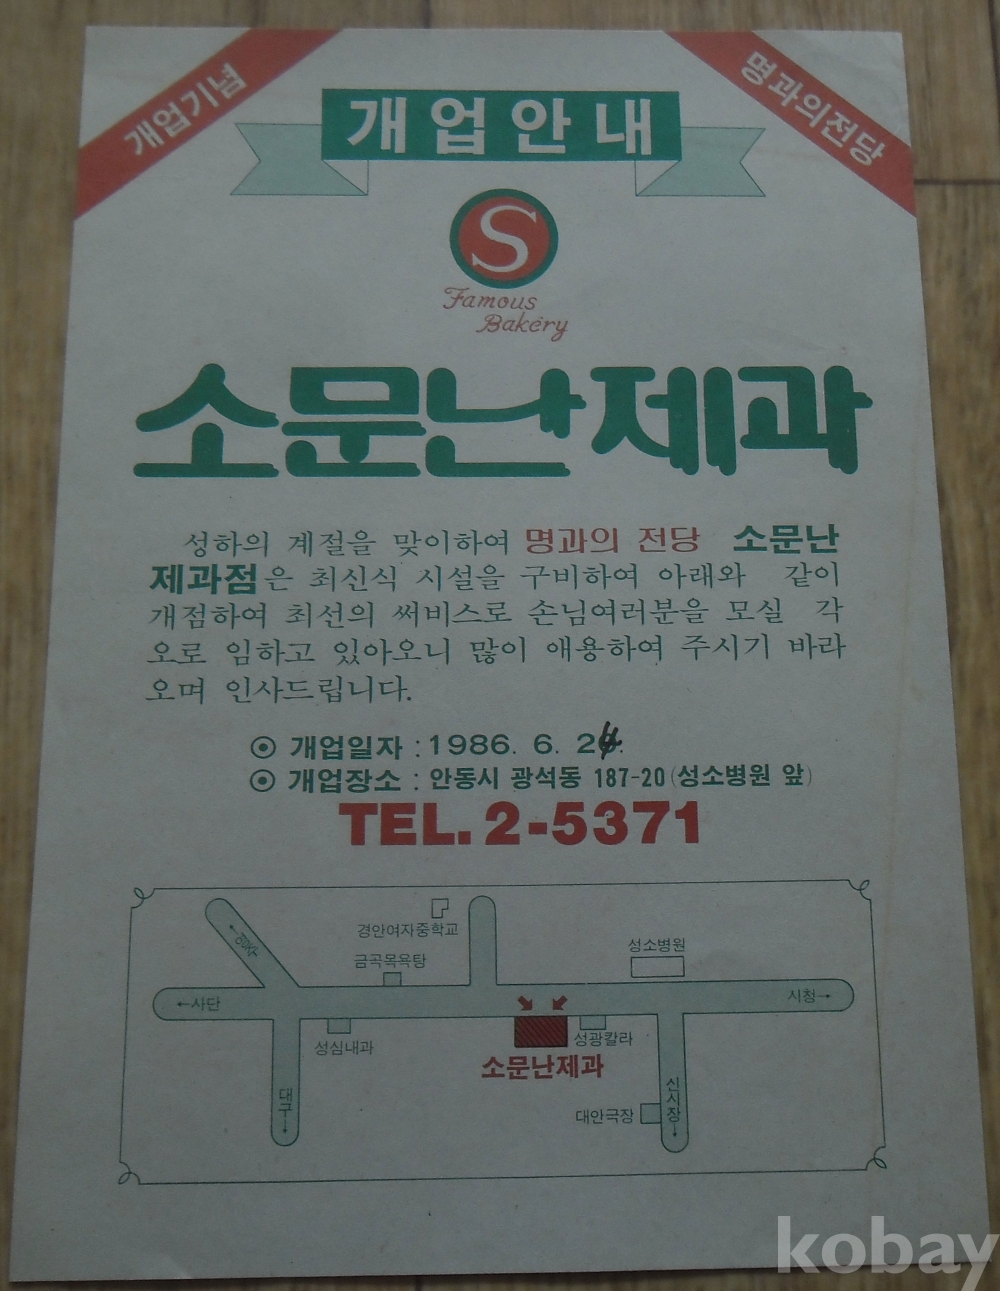 개업기념
명과의전당
개업안내
S
Famous
Bakery
소문난제과
성하의 계절을 맞이하여 명과의 전당 소문난
제과점은 최신식 시설을 구비하여 아래와 같이
개점하여 최선의 써비스로 손님여러분을 모실 각
오로 임하고 있아오니 많이 애용하여 주시기 바라
오며 인사드립니다.
⊙ 개업일자 : 1986. 6. 24.
⊙ 개업장소 : 안동시 광석동 187-20(성소병원 앞)
TEL. 2-5371
경안여자중학교
금곡목욕탕
성소병원
←사단
시청→
성심내과
성광칼라
소문난제과
대구→
대안극장
신시장→
kobay